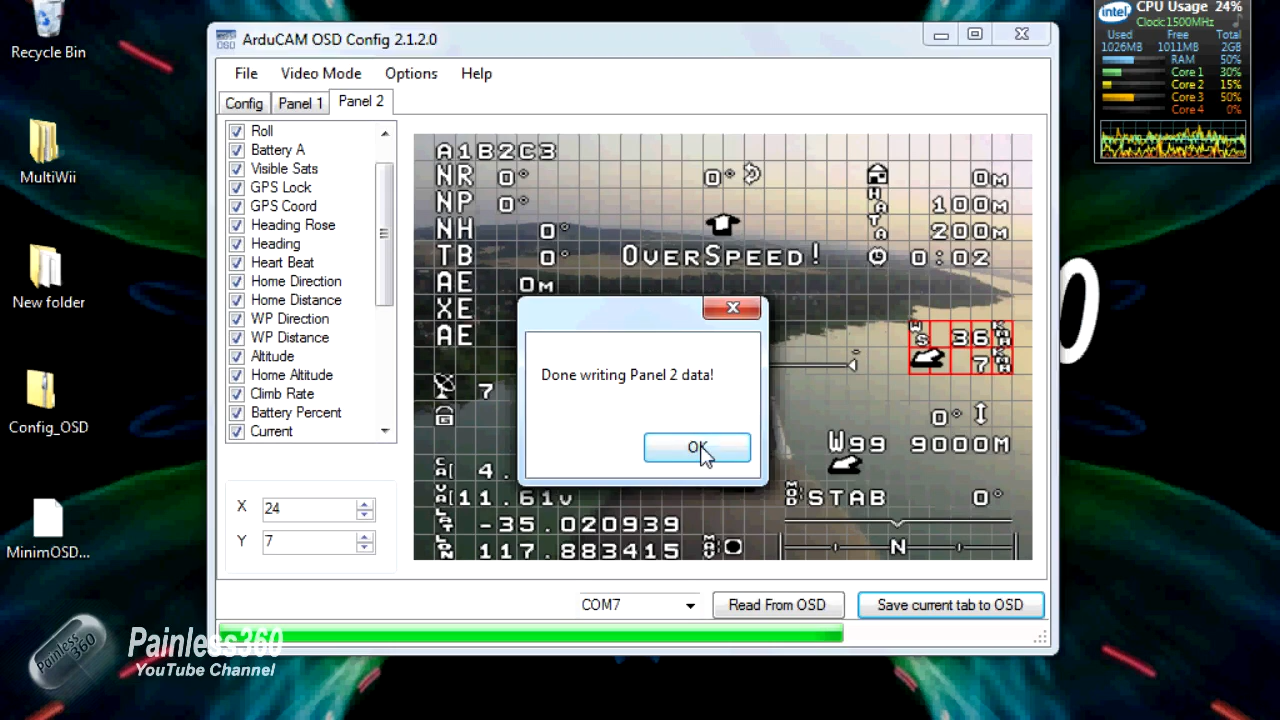 Recycle Bin
MultiWii
New folder
Config_OSD
MinimOSD...
ArduCAM OSD Config 2.1.2.0
File Video Mode Options Help
Config Panel 1 Panel 2
Roll
Battery A
Visible Sats
GPS Lock
GPS Coord
Heading Rose
Heading
Heart Beat
Home Direction
Home Distance
WP Direction
WP Distance
Altitude
Home Altitude
Climb Rate
Battery Percent
Current
X 24
Y 7
A1B2C3
NR 0°
NP 0°
NH 0°
TB 0°
AE 0M
XE
AE
0°
0M
100M
200M
OVERSPEED!
0:02
WS 36
7
7
0°
W99 9000M
4.
11.61V
STAB 0°
-35.020939
117.883415
N
Done writing Panel 2 data!
OK
COM7
Read From OSD
Save current tab to OSD
intel
CPU Usage 24%
Clock:1500MHz
Used Free Total
1026MB 1011MB 2GB
RAM 50%
Core 1 30%
Core 2 15%
Core 3 50%
Core 4 0%
0
Painless360
Painless360
YouTube Channel